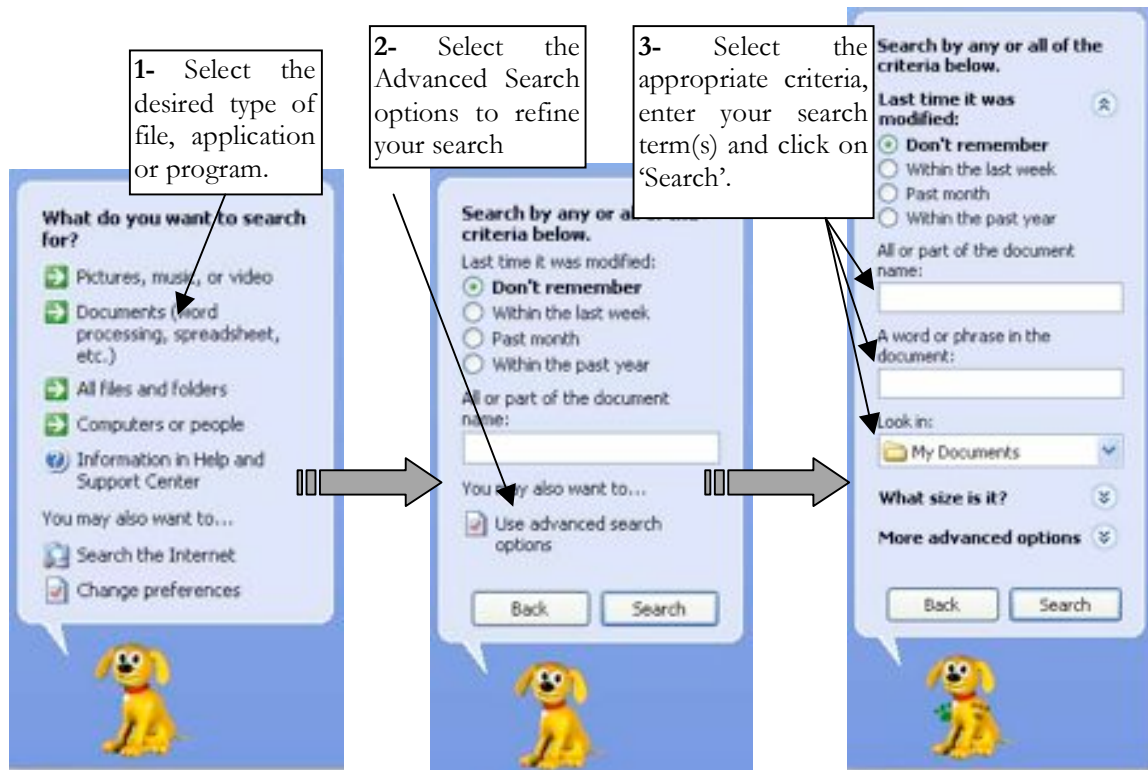 1- Select the
desired type of
file, application
or program.
What do you want to search
for?
Pictures, music, or video
Documents (word
processing, spreadsheet,
etc.)
All files and folders
Computers or people
Information in Help and
Support Center
You may also want to...
Search the Internet
Change preferences
2- Select the
Advanced Search
options to refine
your search
Search by any or all of the
criteria below.
Last time it was modified:
Don't remember
Within the last week
Past month
Within the past year
All or part of the document
name:
You may also want to...
Use advanced search
options
Back
Search
3- Select the
appropriate criteria,
enter your search
term(s) and click on
‘Search’.
Search by any or all of the
criteria below.
Last time it was
modified:
Don't remember
Within the last week
Past month
Within the past year
All or part of the document
name:
A word or phrase in the
document:
Look in:
My Documents
What size is it?
More advanced options
Back
Search